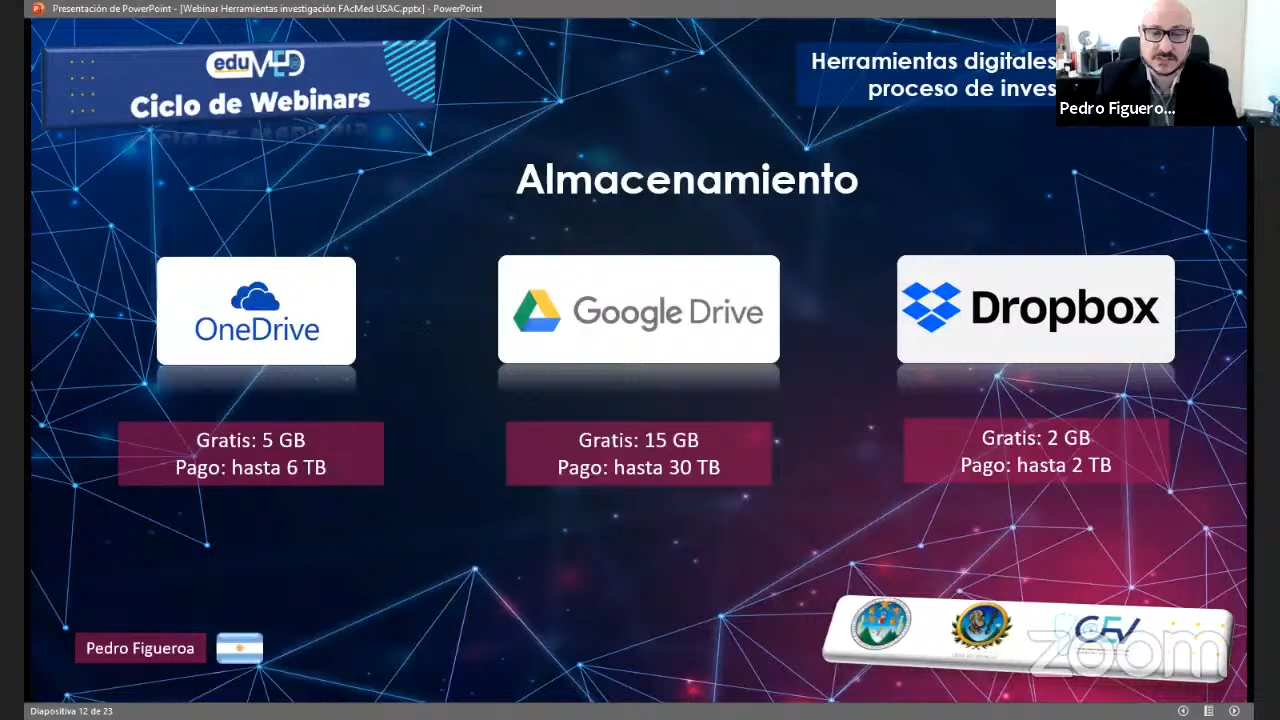 Presentación de PowerPoint - [Webinar Herramientas investigación FAcMed USAC.pptx] - PowerPoint
eduMED
Ciclo de Webinars
Herramientas digitales
proceso de inves
Pedro Figuero...
Almacenamiento
OneDrive
Google Drive
Dropbox
Gratis: 5 GB
Pago: hasta 6 TB
Gratis: 15 GB
Pago: hasta 30 TB
Gratis: 2 GB
Pago: hasta 2 TB
Pedro Figueroa
CEV
zoom
Diapositiva 12 de 23